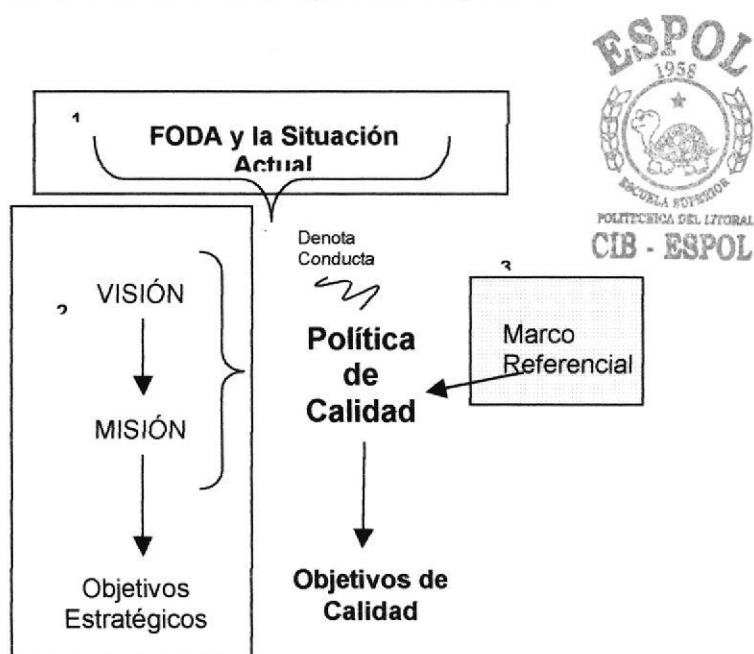 ESPOL
1958
ESCUELA SUPERIOR
POLITECNICA DEL LITORAL
CIB - ESPOL
1
FODA y la Situación
Actual
Denota
Conducta
2
VISIÓN
3
Política
de
Calidad
Marco
Referencial
MISIÓN
Objetivos
Estratégicos
Objetivos de
Calidad